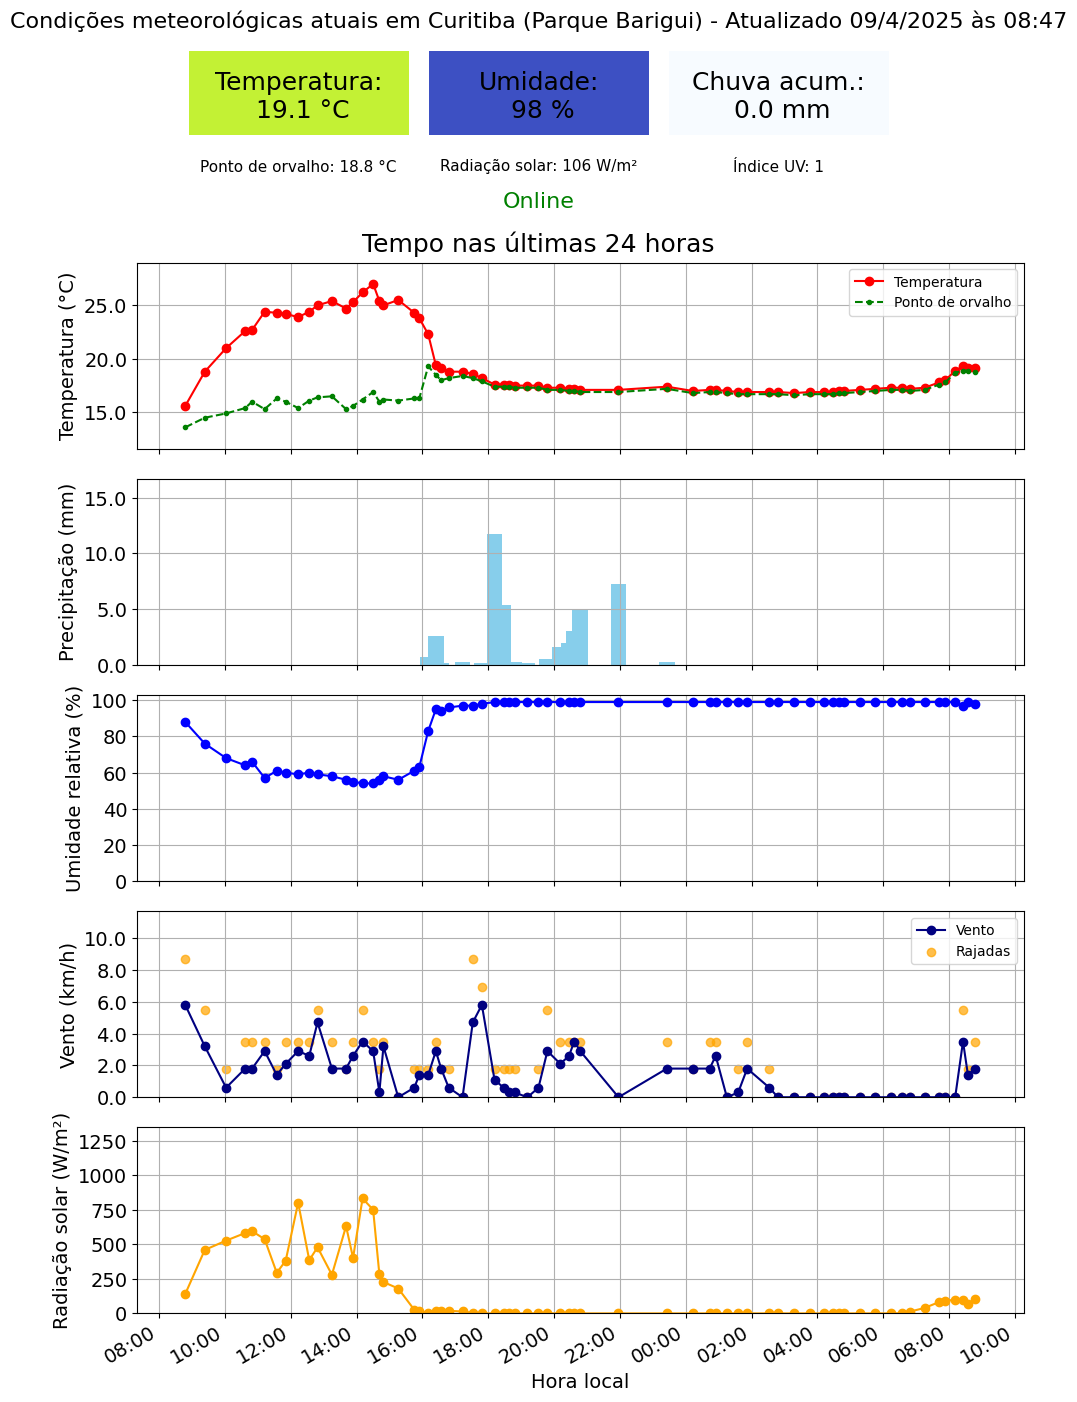 Condições meteorológicas atuais em Curitiba (Parque Barigui) - Atualizado 09/4/2025 às 08:47
Temperatura:
19.1 °C
Umidade:
98 %
Chuva acum.:
0.0 mm
Ponto de orvalho: 18.8 °C
Radiação solar: 106 W/m²
Índice UV: 1
Online
Tempo nas últimas 24 horas
Temperatura (°C)
25.0
20.0
15.0
Temperatura
Ponto de orvalho
Precipitação (mm)
15.0
10.0
5.0
0.0
Umidade relativa (%)
100
80
60
40
20
0
Vento (km/h)
10.0
8.0
6.0
4.0
2.0
0.0
Vento
Rajadas
Radiação solar (W/m²)
1250
1000
750
500
250
0
08:00
10:00
12:00
14:00
16:00
18:00
20:00
22:00
00:00
02:00
04:00
06:00
08:00
10:00
Hora local